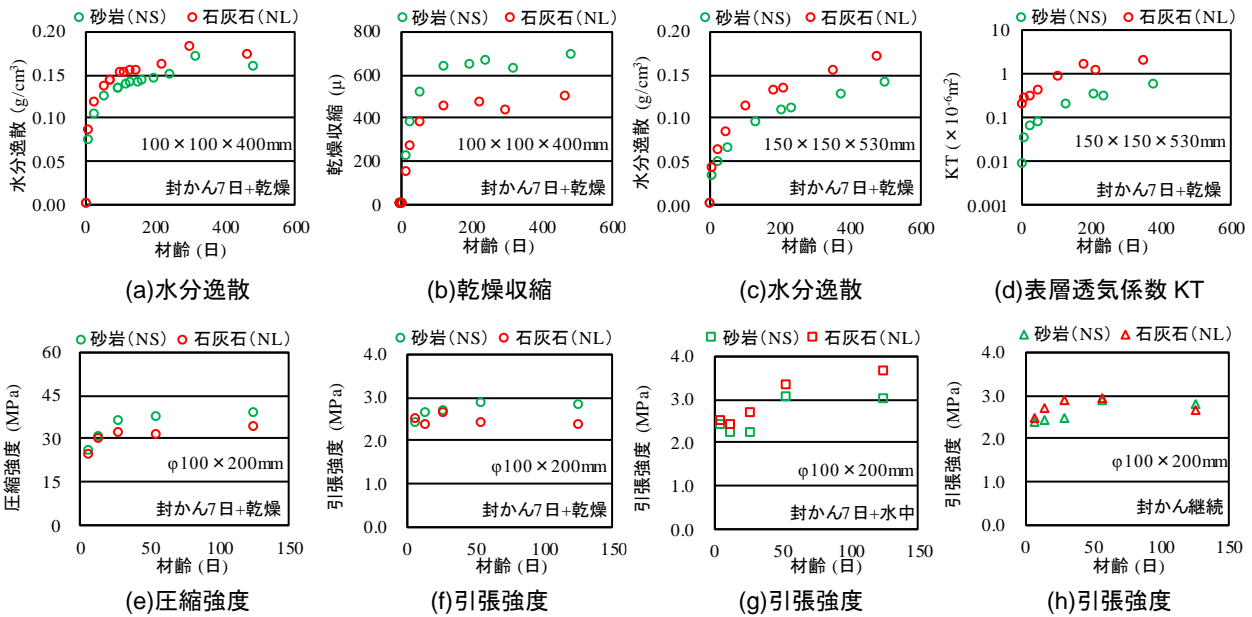 砂岩(NS) 石灰石(NL)
0.20
0.15
0.10
0.05
0.00
水分逸散 (g/cm³)
100×100×400mm
封かん7日+乾燥
0 200 400 600
材齢 (日)
(a)水分逸散
砂岩(NS) 石灰石(NL)
800
600
400
200
0
乾燥収縮 (μ)
100×100×400mm
封かん7日+乾燥
0 200 400 600
材齢 (日)
(b)乾燥収縮
砂岩(NS) 石灰石(NL)
0.20
0.15
0.10
0.05
0.00
水分逸散 (g/cm³)
150×150×530mm
封かん7日+乾燥
0 200 400 600
材齢 (日)
(c)水分逸散
砂岩(NS) 石灰石(NL)
10
1
0.1
0.01
0.001
KT (×10⁻⁶m²)
150×150×530mm
封かん7日+乾燥
0 200 400 600
材齢 (日)
(d)表層透気係数 KT
砂岩(NS) 石灰石(NL)
60
45
30
15
0
圧縮強度 (MPa)
φ100×200mm
封かん7日+乾燥
0 50 100 150
材齢 (日)
(e)圧縮強度
砂岩(NS) 石灰石(NL)
4.0
3.0
2.0
1.0
0.0
引張強度 (MPa)
φ100×200mm
封かん7日+乾燥
0 50 100 150
材齢 (日)
(f)引張強度
砂岩(NS) 石灰石(NL)
4.0
3.0
2.0
1.0
0.0
引張強度 (MPa)
φ100×200mm
封かん7日+水中
0 50 100 150
材齢 (日)
(g)引張強度
砂岩(NS) 石灰石(NL)
4.0
3.0
2.0
1.0
0.0
引張強度 (MPa)
φ100×200mm
封かん継続
0 50 100 150
材齢 (日)
(h)引張強度